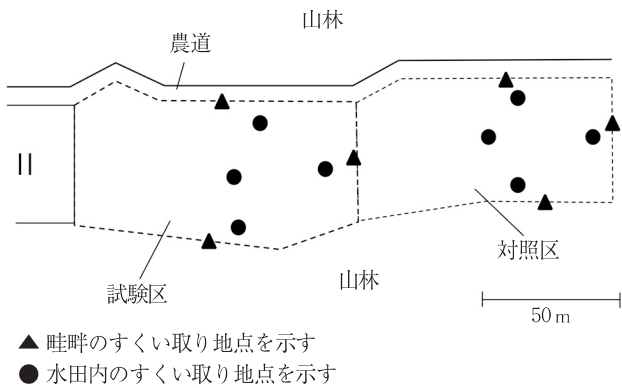 山林
農道
||
対照区
山林
試験区
50 m
▲ 畦畔のすくい取り地点を示す
● 水田内のすくい取り地点を示す